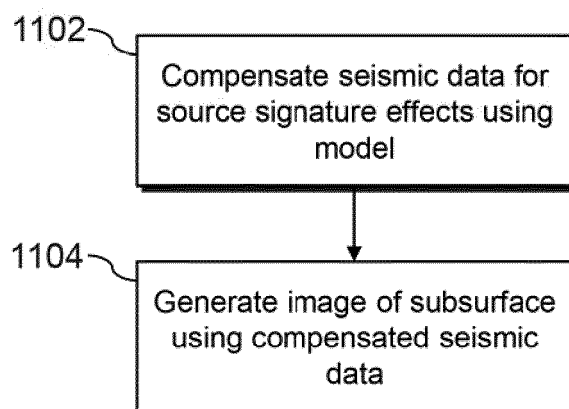 1102
Compensate seismic data for
source signature effects using
model
1104
Generate image of subsurface
using compensated seismic
data